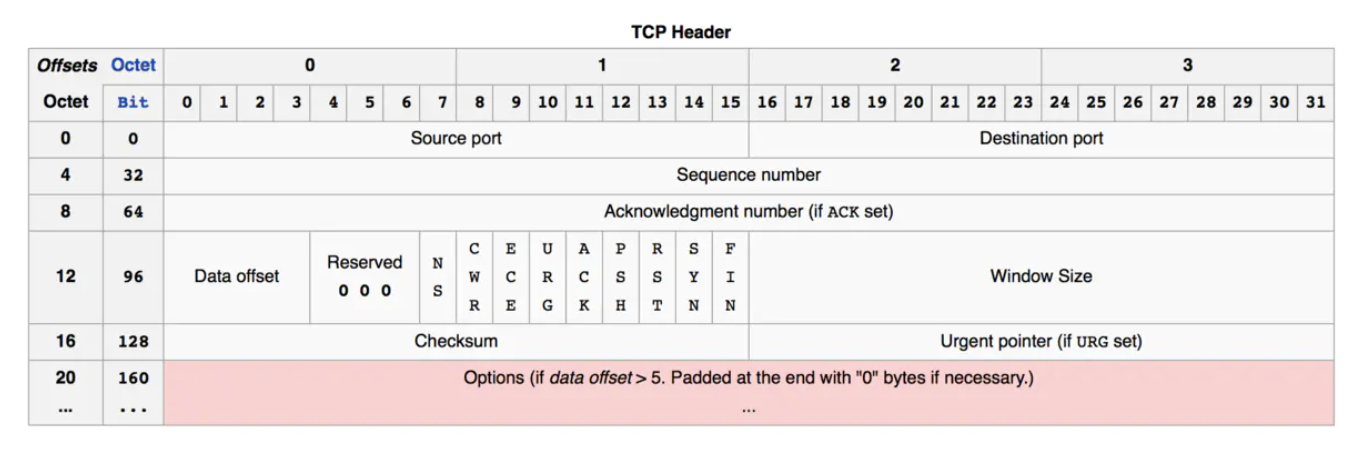 TCP Header
Offsets Octet 0 1 2 3
Octet Bit 0 1 2 3 4 5 6 7 8 9 10 11 12 13 14 15 16 17 18 19 20 21 22 23 24 25 26 27 28 29 30 31
0 0 Source port Destination port
4 32 Sequence number
8 64 Acknowledgment number (if ACK set)
12 96 Data offset Reserved 0 0 0 NS CWR ECE URG ACK PSH RST SYN FIN Window Size
16 128 Checksum Urgent pointer (if URG set)
20 160 Options (if data offset > 5. Padded at the end with "0" bytes if necessary.)
... ... ...